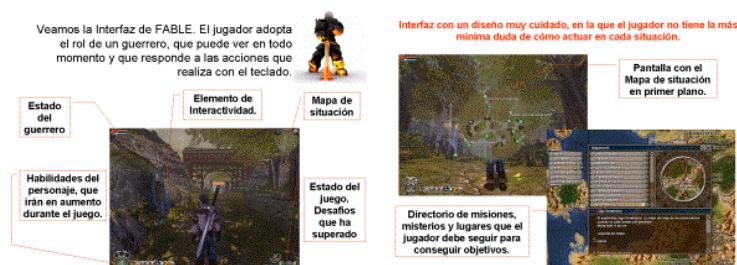 Veamos la Interfaz de FABLE. El jugador adopta
el rol de un guerrero, que puede ver en todo
momento y que responde a las acciones que
realiza con el teclado.
Estado
del
guerrero
Elemento de
Interactividad.
Mapa de
situación
Habilidades del
personaje, que
irán en aumento
durante el juego.
Estado del
juego.
Desafíos
que ha
superado
Interfaz con un diseño muy cuidado, en la que el jugador no tiene la más
mínima duda de cómo actuar en cada situación.
Pantalla con el
Mapa de situación
en primer plano.
Directorio de misiones,
misterios y lugares que el
jugador debe seguir para
conseguir objetivos.